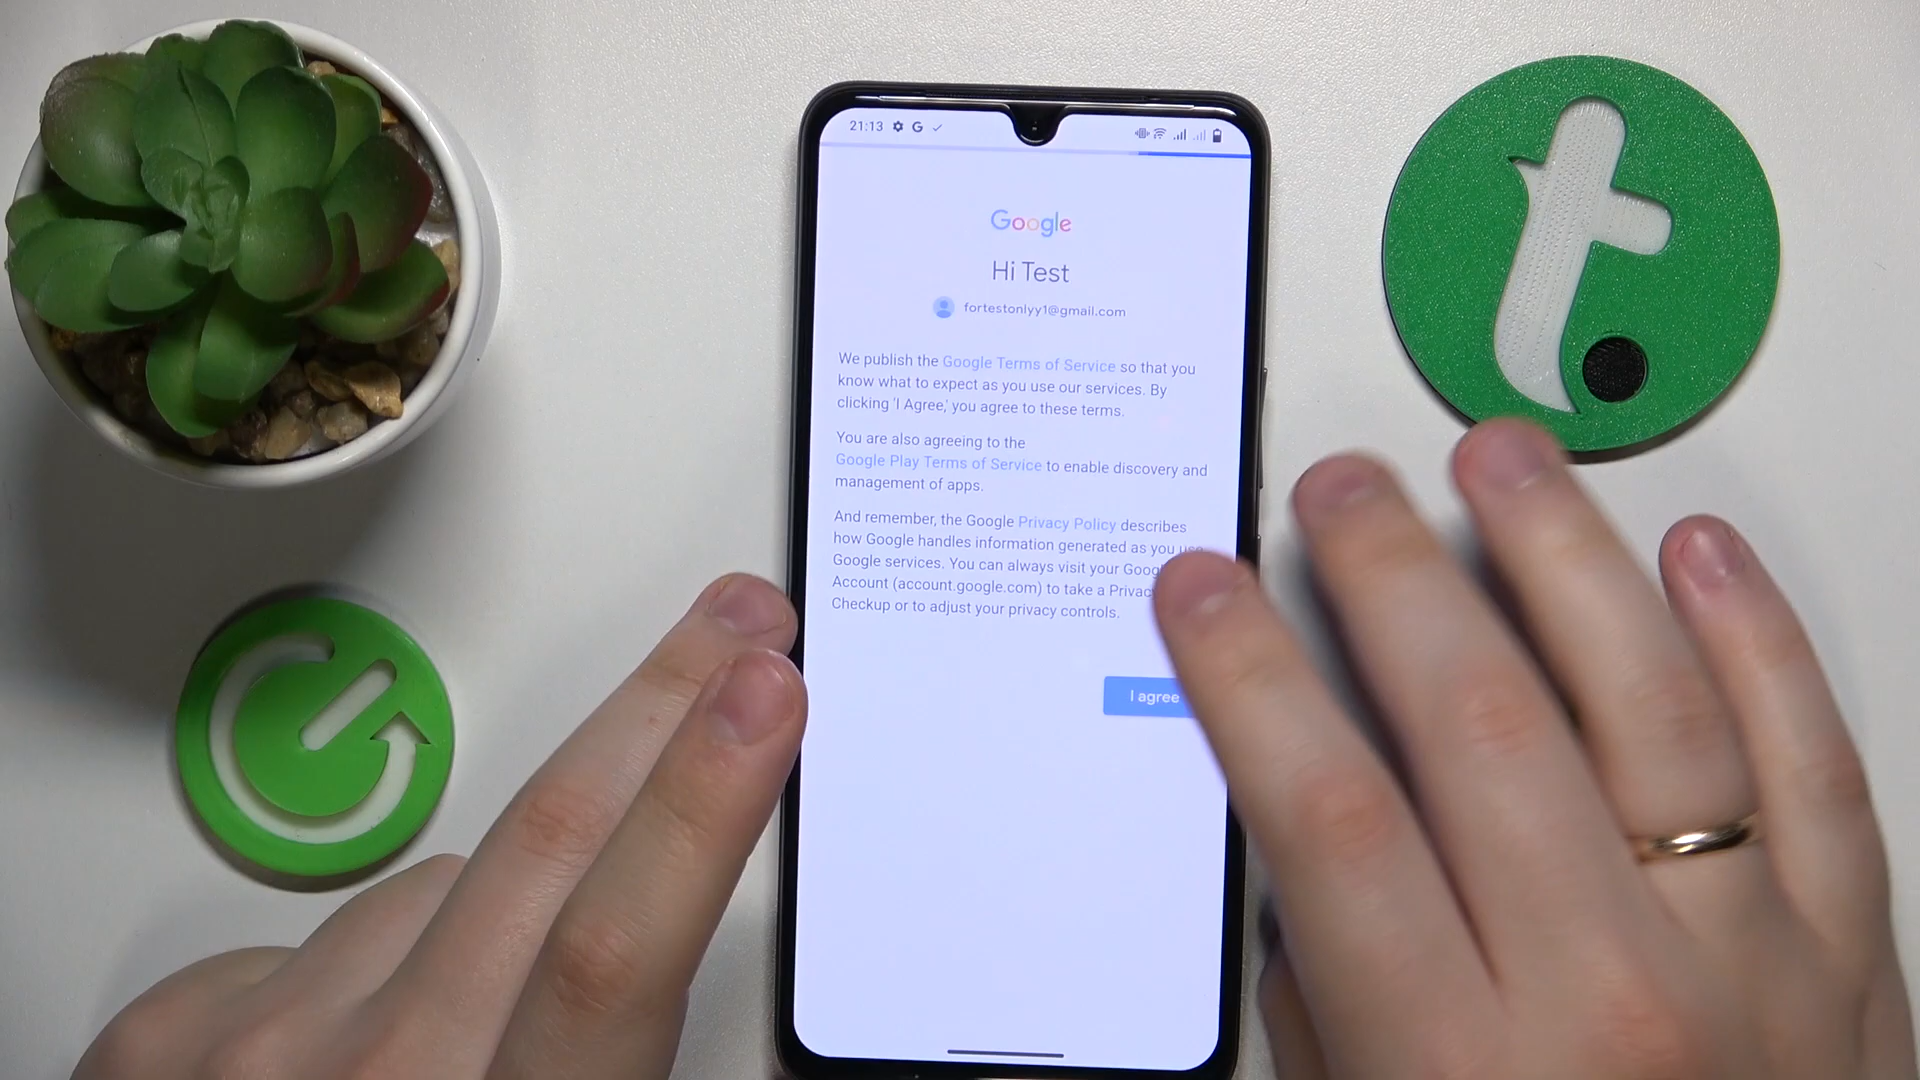 21:13 G
Google
Hi Test
fortestonlyy1@gmail.com
We publish the Google Terms of Service so that you
know what to expect as you use our services. By
clicking 'I Agree,' you agree to these terms.
You are also agreeing to the
Google Play Terms of Service to enable discovery and
management of apps.
And remember, the Google Privacy Policy describes
how Google handles information generated as you use
Google services. You can always visit your
Account (account.google.com) to take a
Checkup or to adjust your privacy controls.
I agree
t.